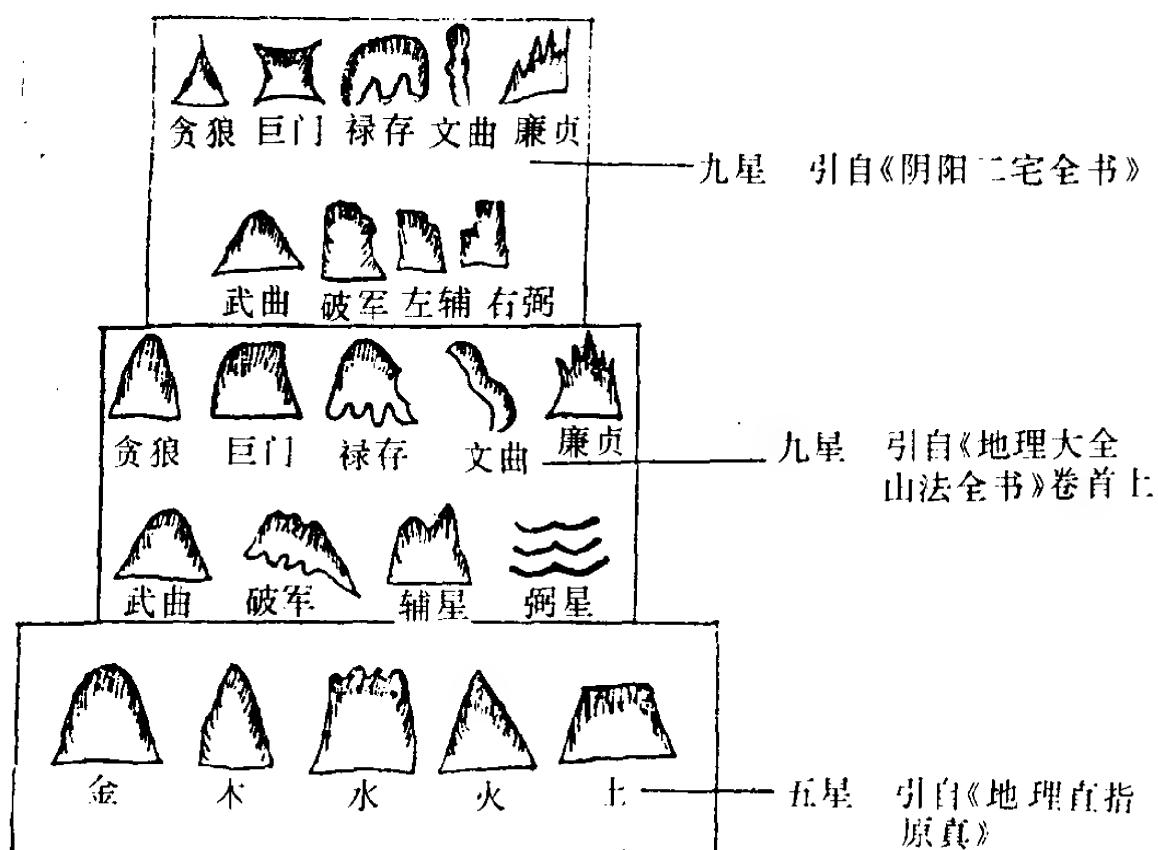 贪狼 巨门 禄存 文曲 廉贞
九星 引自《阴阳二宅全书》
武曲 破军 左辅 右弼
贪狼 巨门 禄存 文曲 廉贞
九星 引自《地理大全
山法全书》卷首上
武曲 破军 辅星 弼星
金 木 水 火 土
五星 引自《地理直指
原真》